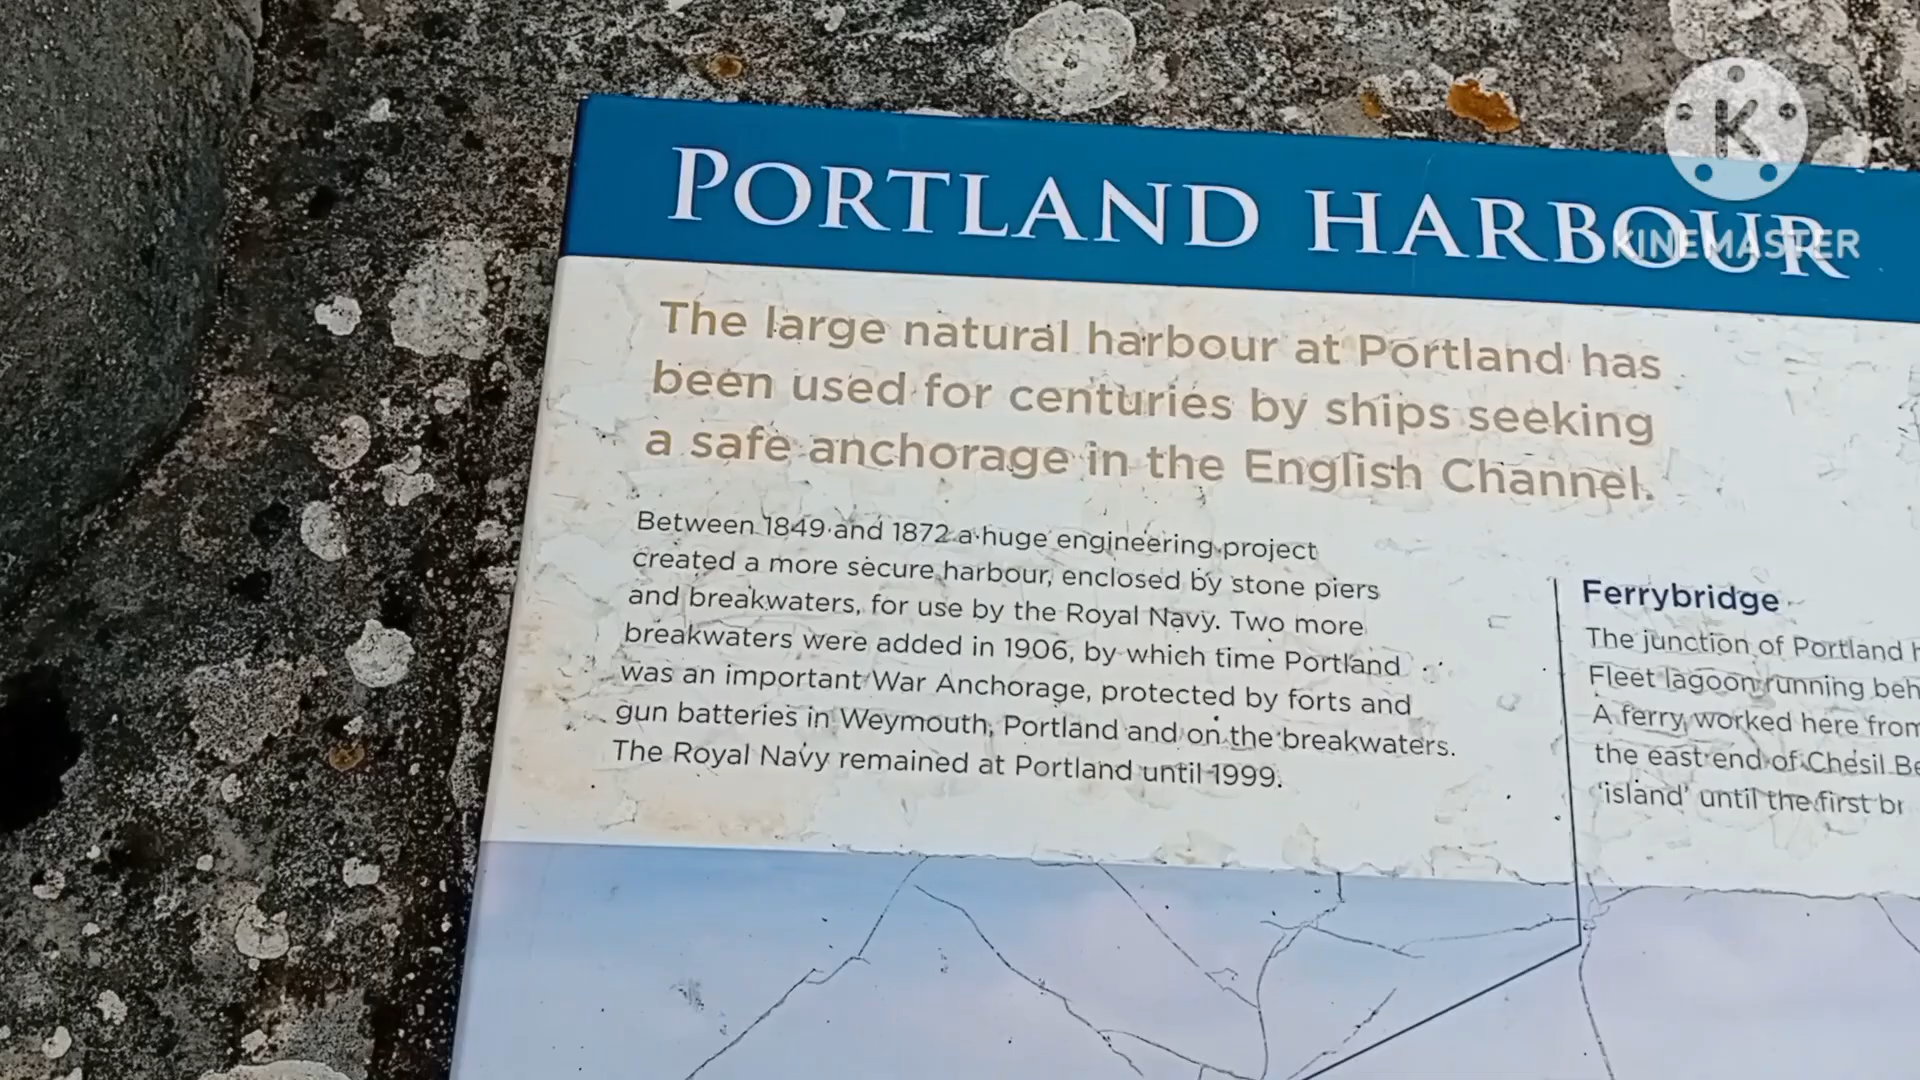 PORTLAND HARBOUR
K
KINEMASTER
The large natural harbour at Portland has
been used for centuries by ships seeking
a safe anchorage in the English Channel.
Between 1849 and 1872 a huge engineering project
created a more secure harbour, enclosed by stone piers
and breakwaters, for use by the Royal Navy. Two more
breakwaters were added in 1906, by which time Portland
was an important War Anchorage, protected by forts and
gun batteries in Weymouth, Portland and on the breakwaters.
The Royal Navy remained at Portland until 1999.
Ferrybridge
The junction of Portland
Fleet lagoon running
A ferry worked here from
the east end of Chesil
'island' until the first